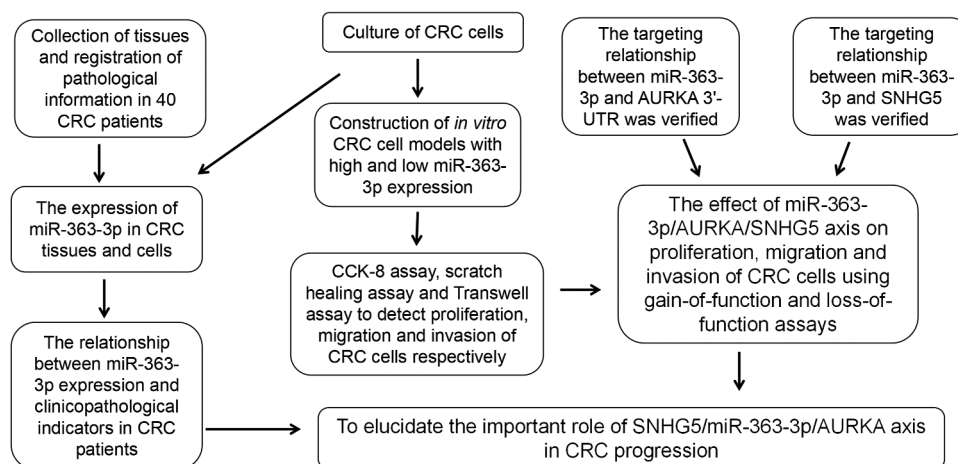 Collection of tissues
and registration of
pathological
information in 40
CRC patients
Culture of CRC cells
The targeting
relationship
between miR-363-
3p and AURKA 3'-
UTR was verified
The targeting
relationship
between miR-363-
3p and SNHG5
was verified
Construction of in vitro
CRC cell models with
high and low miR-363-
3p expression
The expression of
miR-363-3p in CRC
tissues and cells
The effect of miR-363-
3p/AURKA/SNHG5 axis on
proliferation, migration and
invasion of CRC cells using
gain-of-function and loss-of-
function assays
CCK-8 assay, scratch
healing assay and Transwell
assay to detect proliferation,
migration and invasion of
CRC cells respectively
The relationship
between miR-363-
3p expression and
clinicopathological
indicators in CRC
patients
To elucidate the important role of SNHG5/miR-363-3p/AURKA axis
in CRC progression